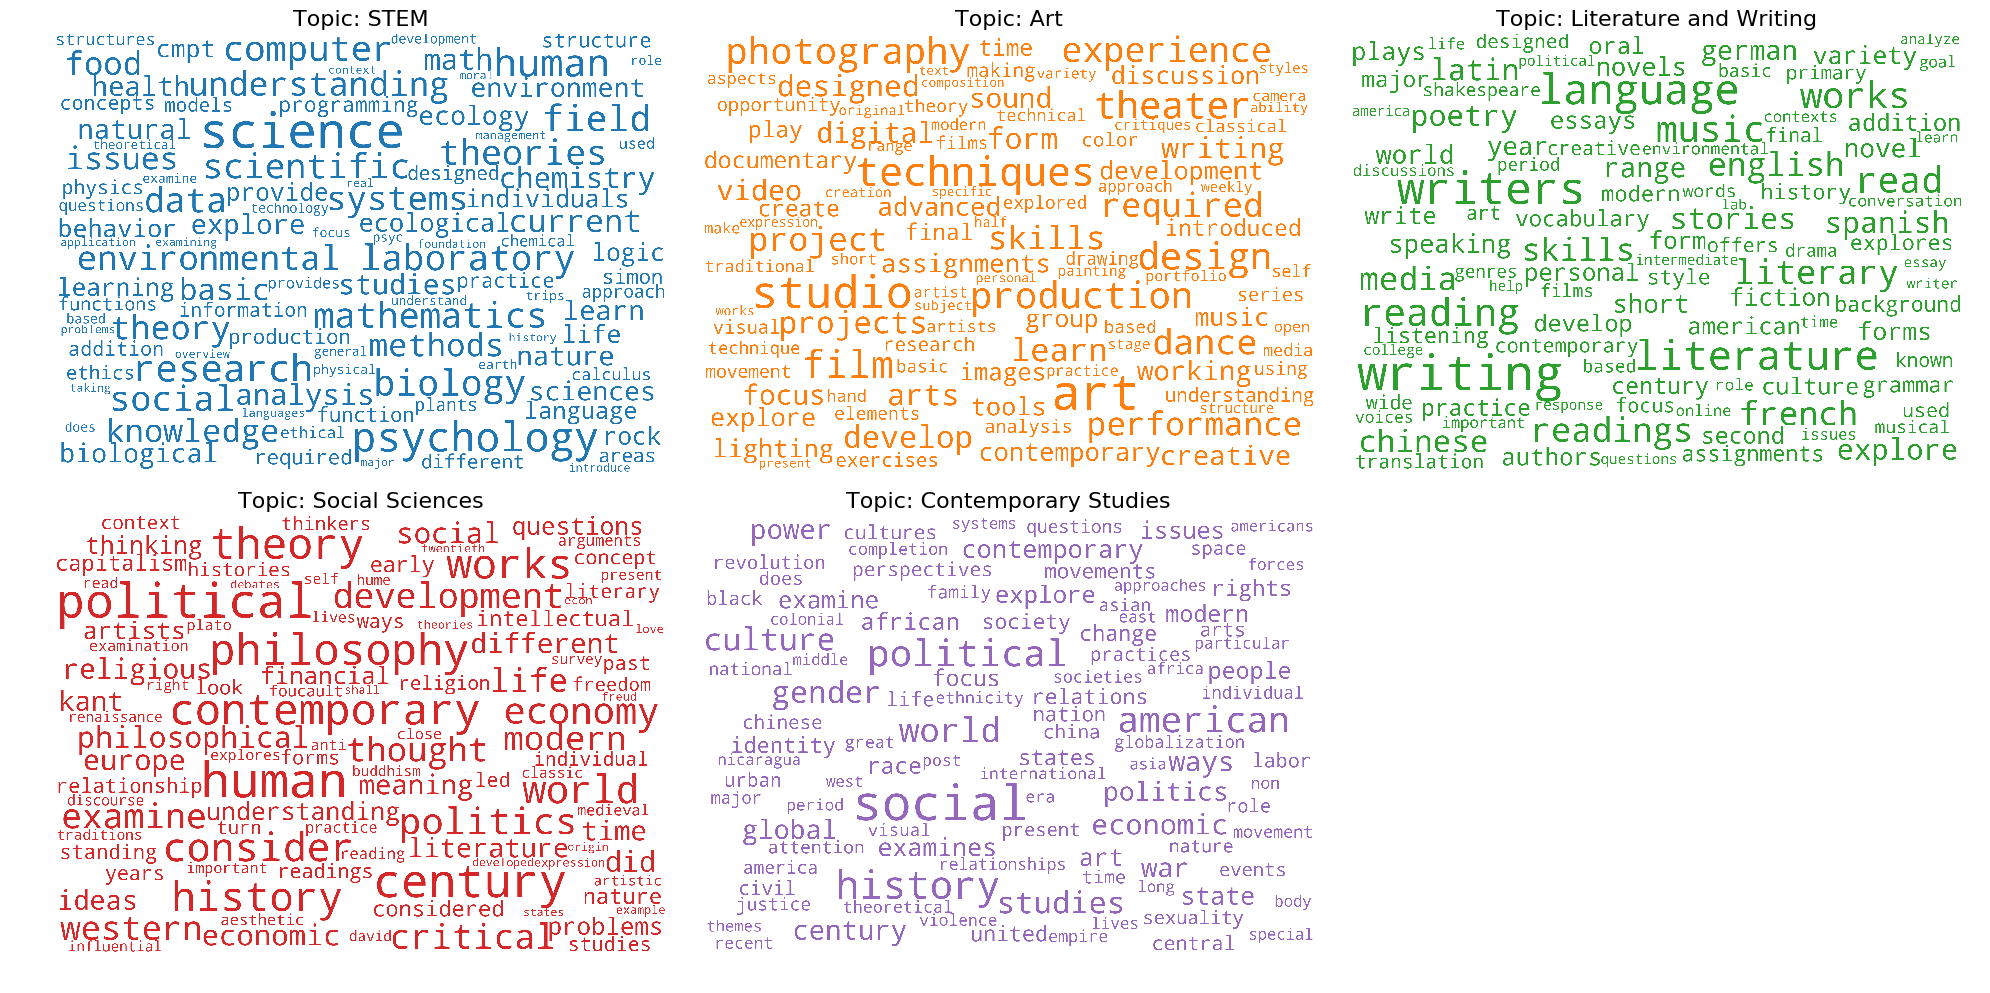 Topic: STEM
structures cmpt computer development structure
food context math human role
health understanding moral environment
concepts models programming ecology field
natural science management
theoretical theories used
issues scientific designed chemistry
physics examine provide real systems individuals
questions data technology
behavior explore focus ecological current
application examining psyc foundation chemical
environmental laboratory logic
learning basic provides studies practice simon
functions information understand trips approach
based mathematics learn
problems theory production general methods history life
addition overview earth nature
ethics research physical biology calculus
taking social analysis plants sciences
does languages function language
knowledge ethical psychology rock
biological required major different areas
introduce
Topic: Art
photography time experience
aspects designed text making variety discussion styles
composition
opportunity original theory sound theater camera
technical ability
play digital modern form critiques classical
range films color writing
documentary techniques development
video creation specific approach weekly
create advanced explored required
make expression half introduced
project final skills design
traditional short assignments drawing self
painting portfolio
studio artist production series
works subject
visual projects artists group based music open
technique research learn stage dance media
movement basic images practice working using
focus hand arts art understanding
explore elements tools structure
analysis performance
lighting develop contemporary creative
present exercises
Topic: Literature and Writing
plays life designed oral german variety analyze
major latin political novels basic primary goal
shakespeare language works
america poetry essays music contexts addition
final learn
world year creative environmental novel
discussions period range english read
writers modern words history conversation
write art vocabulary lab stories spanish
speaking skills form offers drama explores
intermediate
media genres personal style literary essay
help films writer
reading short fiction background
listening develop american time forms
college contemporary literature known
writing based
century role culture grammar
wide practice response focus online french used
voices important musical
chinese readings second issues
translation authors questions assignments explore
Topic: Social Sciences
context thinkers social questions
thinking theory twentieth arguments
capitalism histories early works concept
read debates self hume present
political development literary
econ
artists plato lives ways theories intellectual love
examination philosophy different
religious financial survey past
right look foucault shall religion life freedom
kant freud
renaissance contemporary economy
philosophical anti close modern
europe explores forms thought individual
relationship human buddhism meaning led classic
discourse world
examine understanding politics medieval
traditions turn practice time
standing consider reading literature origin
years important readings developed expression did
century artistic
ideas history nature
aesthetic considered states example
western economic david critical problems
influential studies
Topic: Contemporary Studies
power cultures systems questions issues americans
completion contemporary space
revolution perspectives movements forces
does approaches
black examine family explore rights
asian
colonial african society east modern
culture change arts
political practices particular
national middle focus societies africa people
gender life ethnicity relations individual
chinese world nation american
identity great china globalization
nicaragua race post states asia ways labor
urban west international
major period social era politics non
role
global visual present economic movement
attention examines nature
america relationships art war events
time
civil history long state body
justice theoretical studies
themes violence lives sexuality
recent century united empire central special